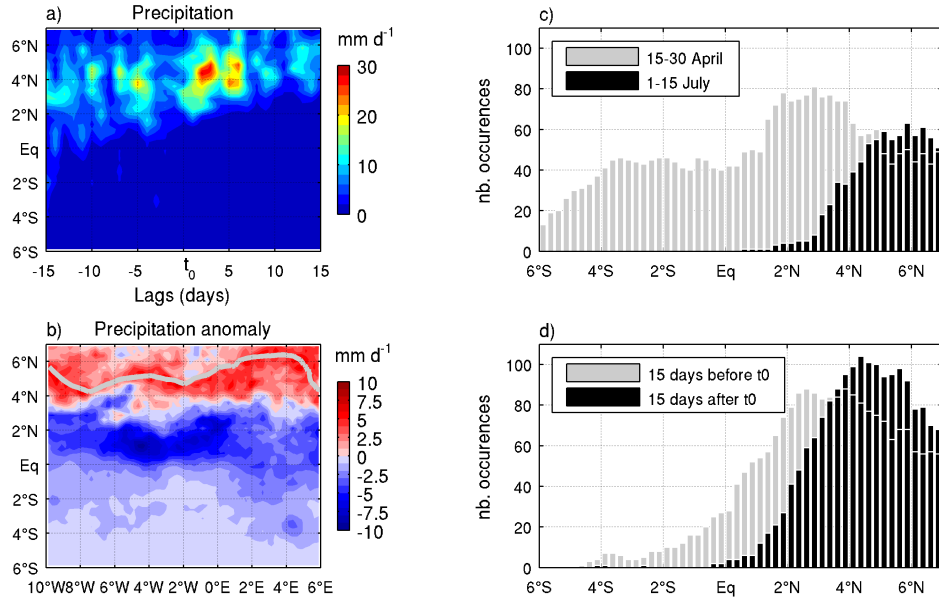 a)
Precipitation
mm d⁻¹
6°N
4°N
2°N
Eq
2°S
4°S
6°S
30
20
10
0
-15 -10 -5 t₀ 5 10 15
Lags (days)
b)
Precipitation anomaly
mm d⁻¹
6°N
4°N
2°N
Eq
2°S
4°S
6°S
10
7.5
5
2.5
0
-2.5
-5
-7.5
-10
10°W 8°W 6°W 4°W 2°W 0°E 2°E 4°E 6°E
c)
nb. occurences
100
80
60
40
20
0
15-30 April
1-15 July
6°S 4°S 2°S Eq 2°N 4°N 6°N
d)
nb. occurences
100
80
60
40
20
0
15 days before t0
15 days after t0
6°S 4°S 2°S Eq 2°N 4°N 6°N